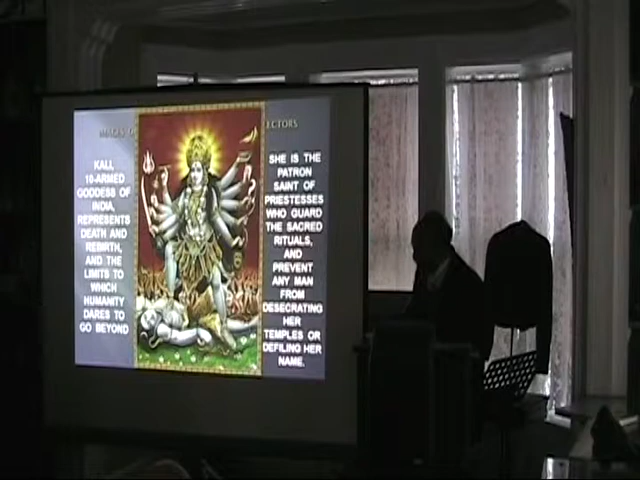 KALI,
10-ARMED
GODDESS OF
INDIA,
REPRESENTS
DEATH AND
REBIRTH,
AND THE
LIMITS TO
WHICH
HUMANITY
DARES TO
GO BEYOND
ECTORS
SHE IS THE
PATRON
SAINT OF
PRIESTESSES
WHO GUARD
THE SACRED
RITUALS,
AND
PREVENT
ANY MAN
FROM
DESECRATING
HER
TEMPLES OR
DEFILING HER
NAME.